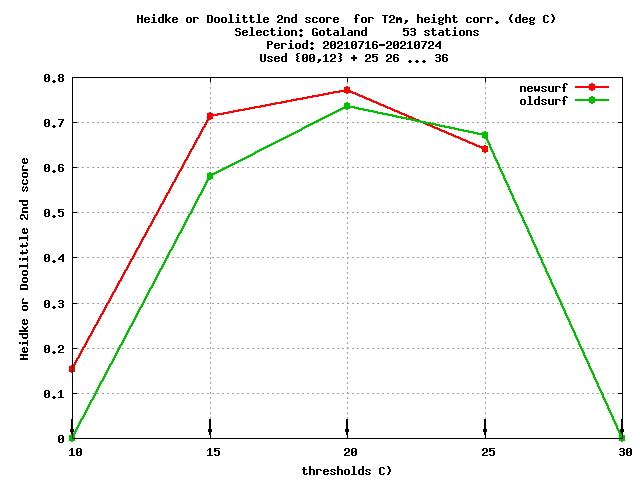 Heidke or Doolittle 2nd score  for T2m, height corr. (deg C)
Selection: Gotaland     53 stations
Period: 20210716-20210724
Used {00,12} + 25 26 ... 36
newsurf
oldsurf
Heidke or Doolittle 2nd score
0.8
0.7
0.6
0.5
0.4
0.3
0.2
0.1
0
10 15 20 25 30
thresholds C)